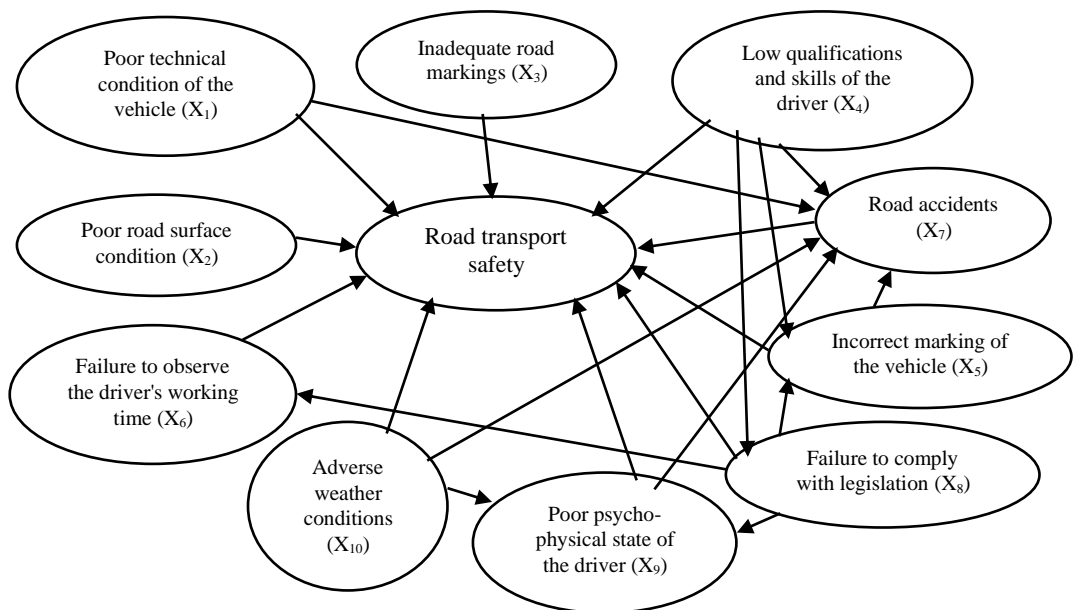 Poor technical
condition of the
vehicle (X₁)
Inadequate road
markings (X₃)
Low qualifications
and skills of the
driver (X₄)
Poor road surface
condition (X₂)
Road transport
safety
Road accidents
(X₇)
Failure to observe
the driver's working
time (X₆)
Incorrect marking of
the vehicle (X₅)
Adverse
weather
conditions
(X₁₀)
Poor psycho-
physical state of
the driver (X₉)
Failure to comply
with legislation (X₈)